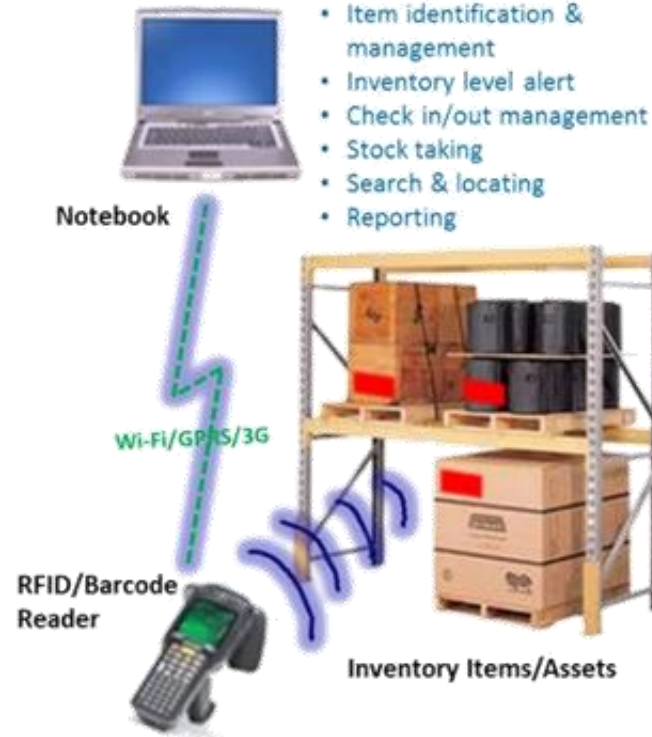 • Item identification &
management
• Inventory level alert
• Check in/out management
• Stock taking
• Search & locating
• Reporting
Notebook
Wi-Fi/GPRS/3G
RFID/Barcode
Reader
Inventory Items/Assets